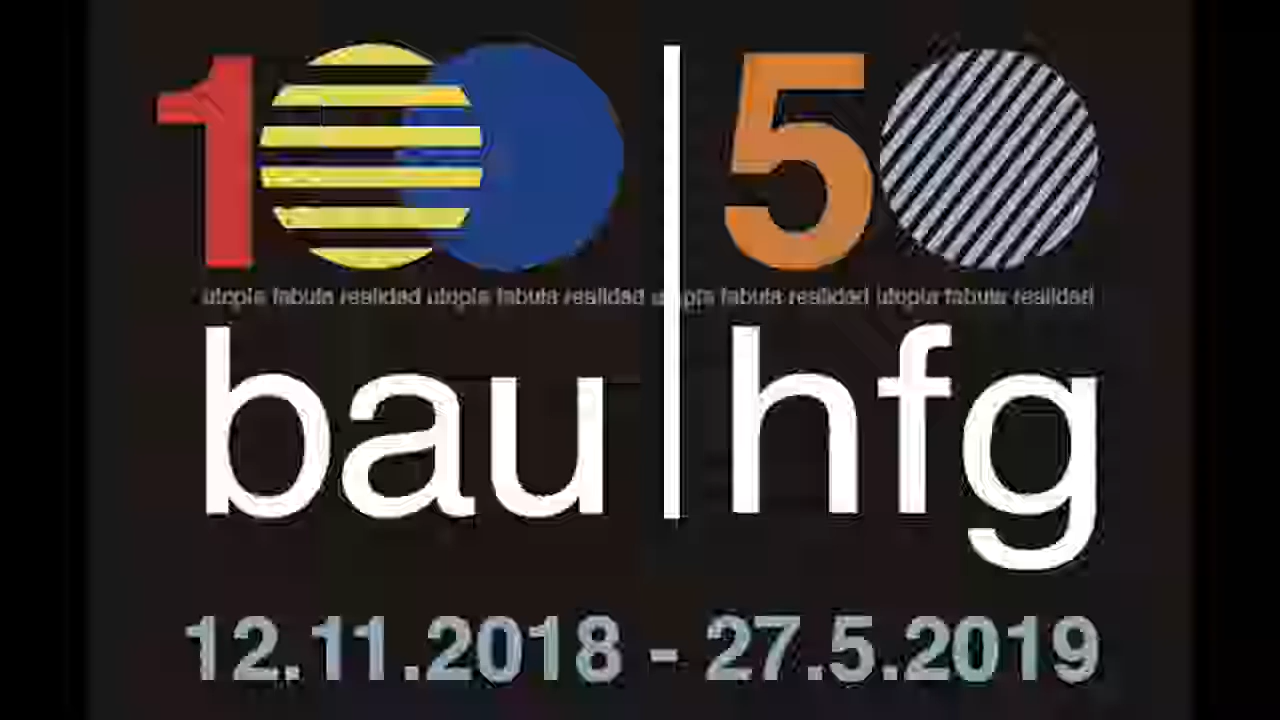 100 | 50
utopia fabula realidad utopia fabula realidad utopia fabula realidad utopia fabula realidad
bau | hfg
12.11.2018 - 27.5.2019